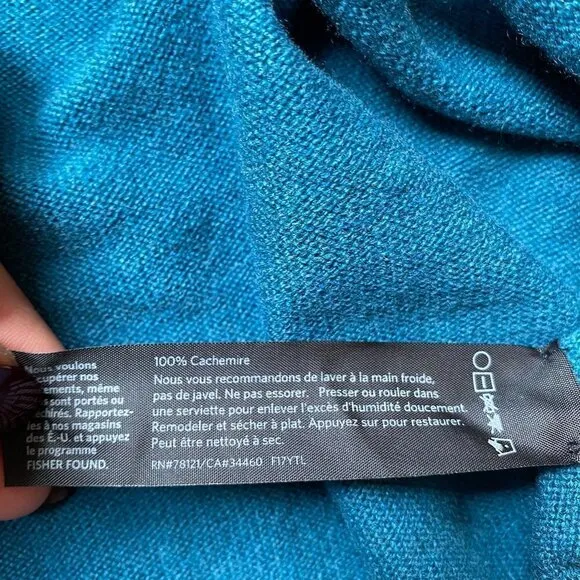 Nous voulons
récupérer nos
vêtements, même
sont portés ou
déchirés. Rapportez-
les à nos magasins
des É.-U. et appuyez
le programme
FISHER FOUND.
100% Cachemire
Nous vous recommandons de laver à la main froide,
pas de javel. Ne pas essorer. Presser ou rouler dans
une serviette pour enlever l'excès d'humidité doucement.
Remodeler et sécher à plat. Appuyez sur pour restaurer.
Peut être nettoyé à sec.
RN#78121/CA#34460 F17YTL